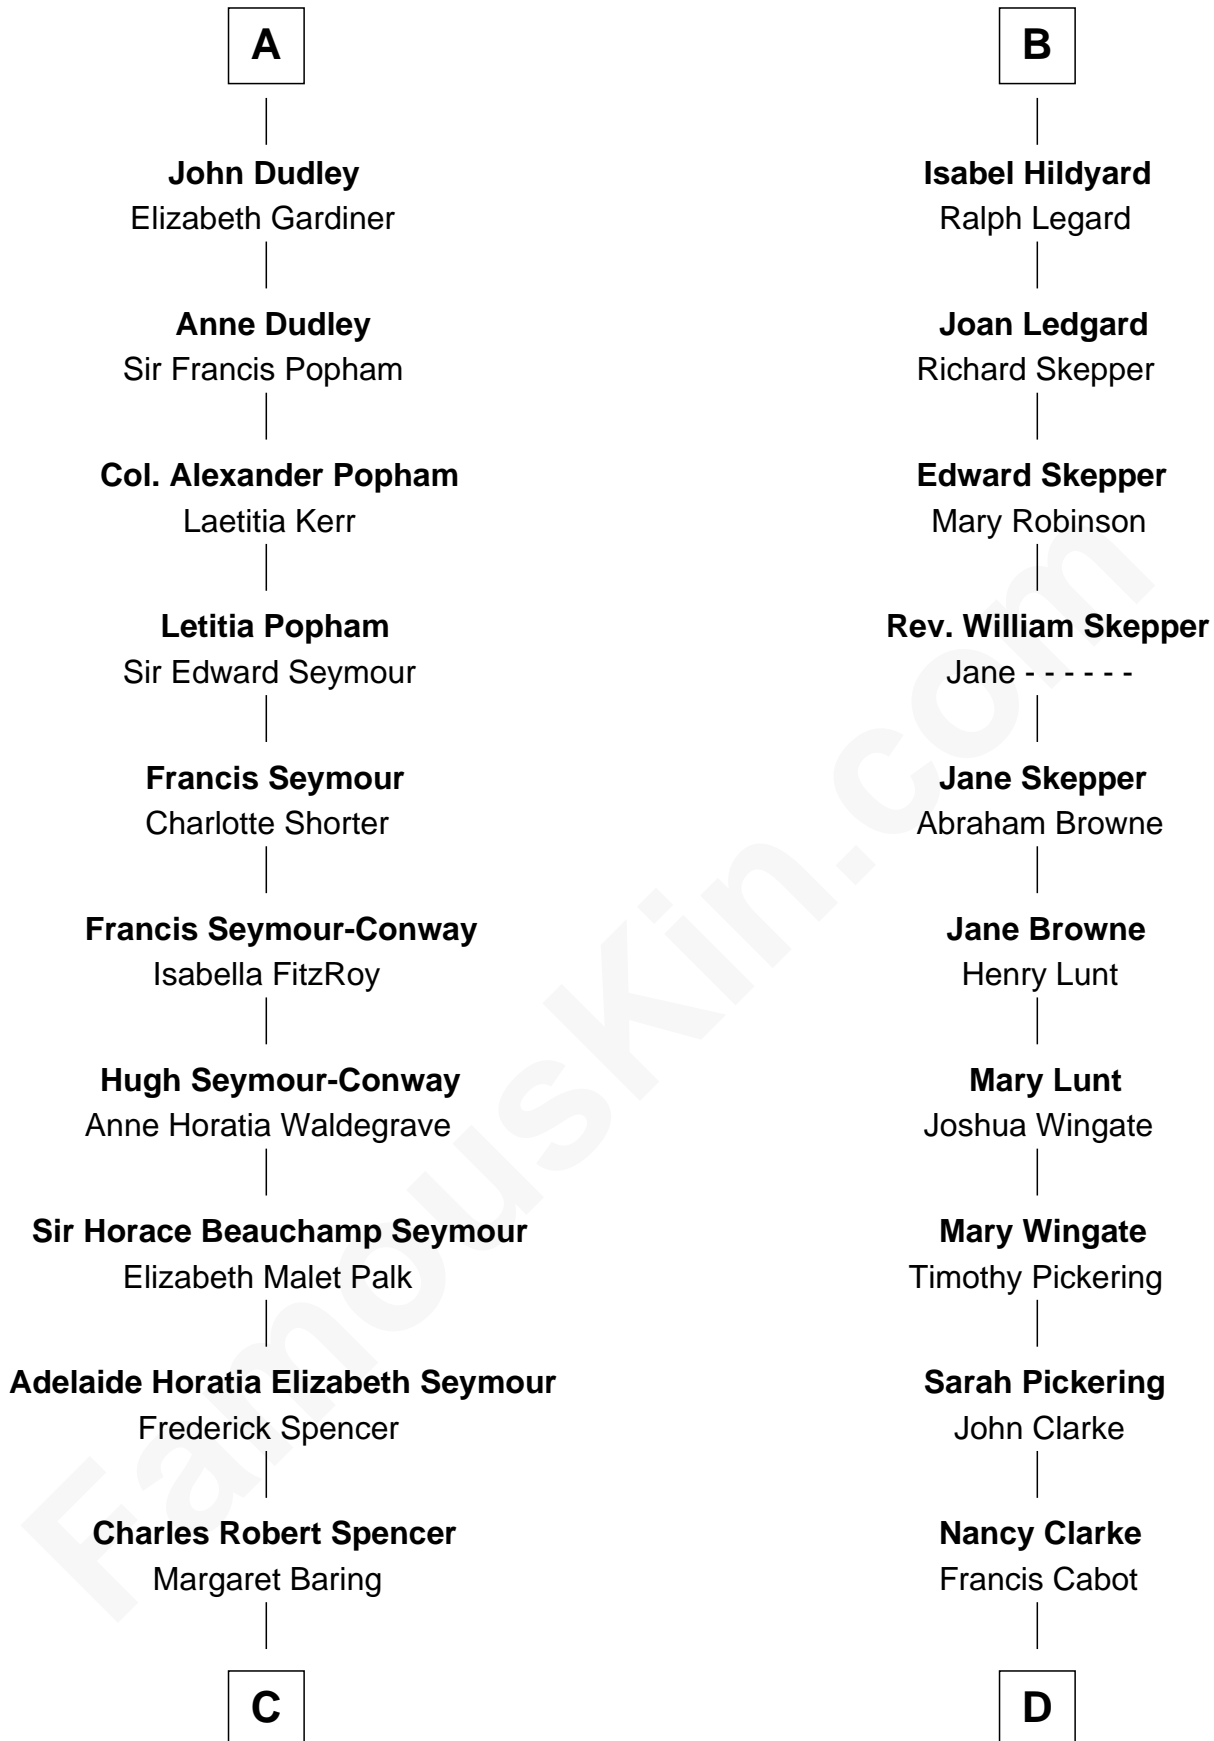 A
John Dudley
Elizabeth Gardiner
Anne Dudley
Sir Francis Popham
Col. Alexander Popham
Laetitia Kerr
Letitia Popham
Sir Edward Seymour
Francis Seymour
Charlotte Shorter
Francis Seymour-Conway
Isabella FitzRoy
Hugh Seymour-Conway
Anne Horatia Waldegrave
Sir Horace Beauchamp Seymour
Elizabeth Malet Palk
Adelaide Horatia Elizabeth Seymour
Frederick Spencer
Charles Robert Spencer
Margaret Baring
C
B
Isabel Hildyard
Ralph Legard
Joan Ledgard
Richard Skepper
Edward Skepper
Mary Robinson
Rev. William Skepper
Jane - - - - - -
Jane Skepper
Abraham Browne
Jane Browne
Henry Lunt
Mary Lunt
Joshua Wingate
Mary Wingate
Timothy Pickering
Sarah Pickering
John Clarke
Nancy Clarke
Francis Cabot
D
FamousKin.com